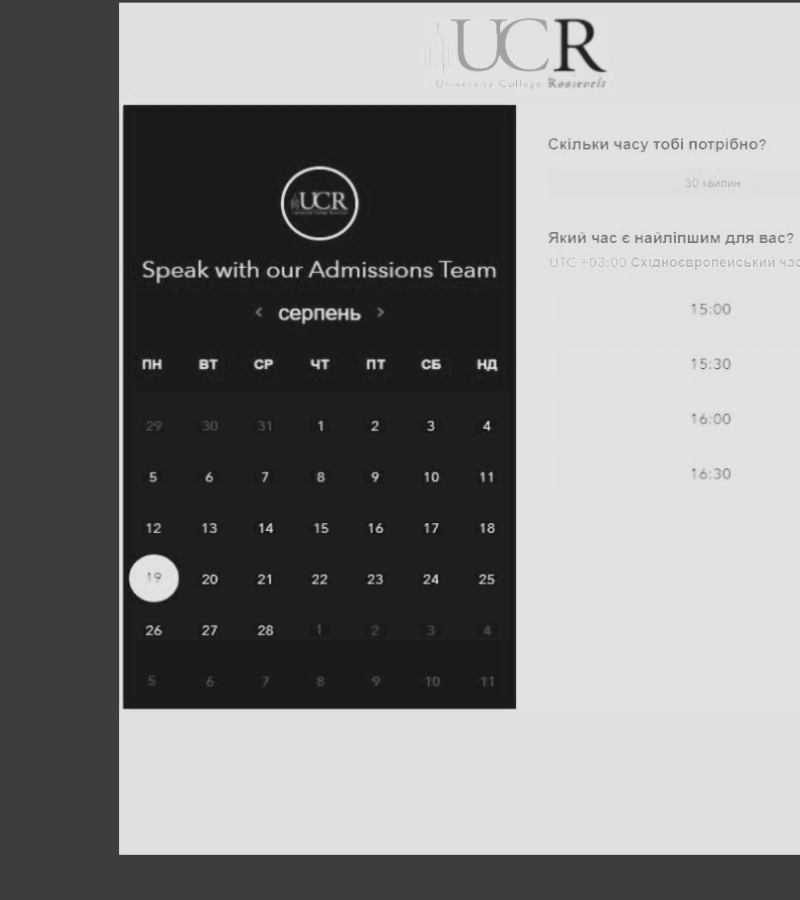 UCR
University College Roosevelt
UCR
Speak with our Admissions Team
< серпень >
ПН ВТ СР ЧТ ПТ СБ НД
29 30 31 1 2 3 4
5 6 7 8 9 10 11
12 13 14 15 16 17 18
19 20 21 22 23 24 25
26 27 28 1 2 3 4
5 6 7 8 9 10 11
Скільки часу тобі потрібно?
30 хвилин
Який час є найліпшим для вас?
UTC +03:00 Східноєвропейський час
15:00
15:30
16:00
16:30